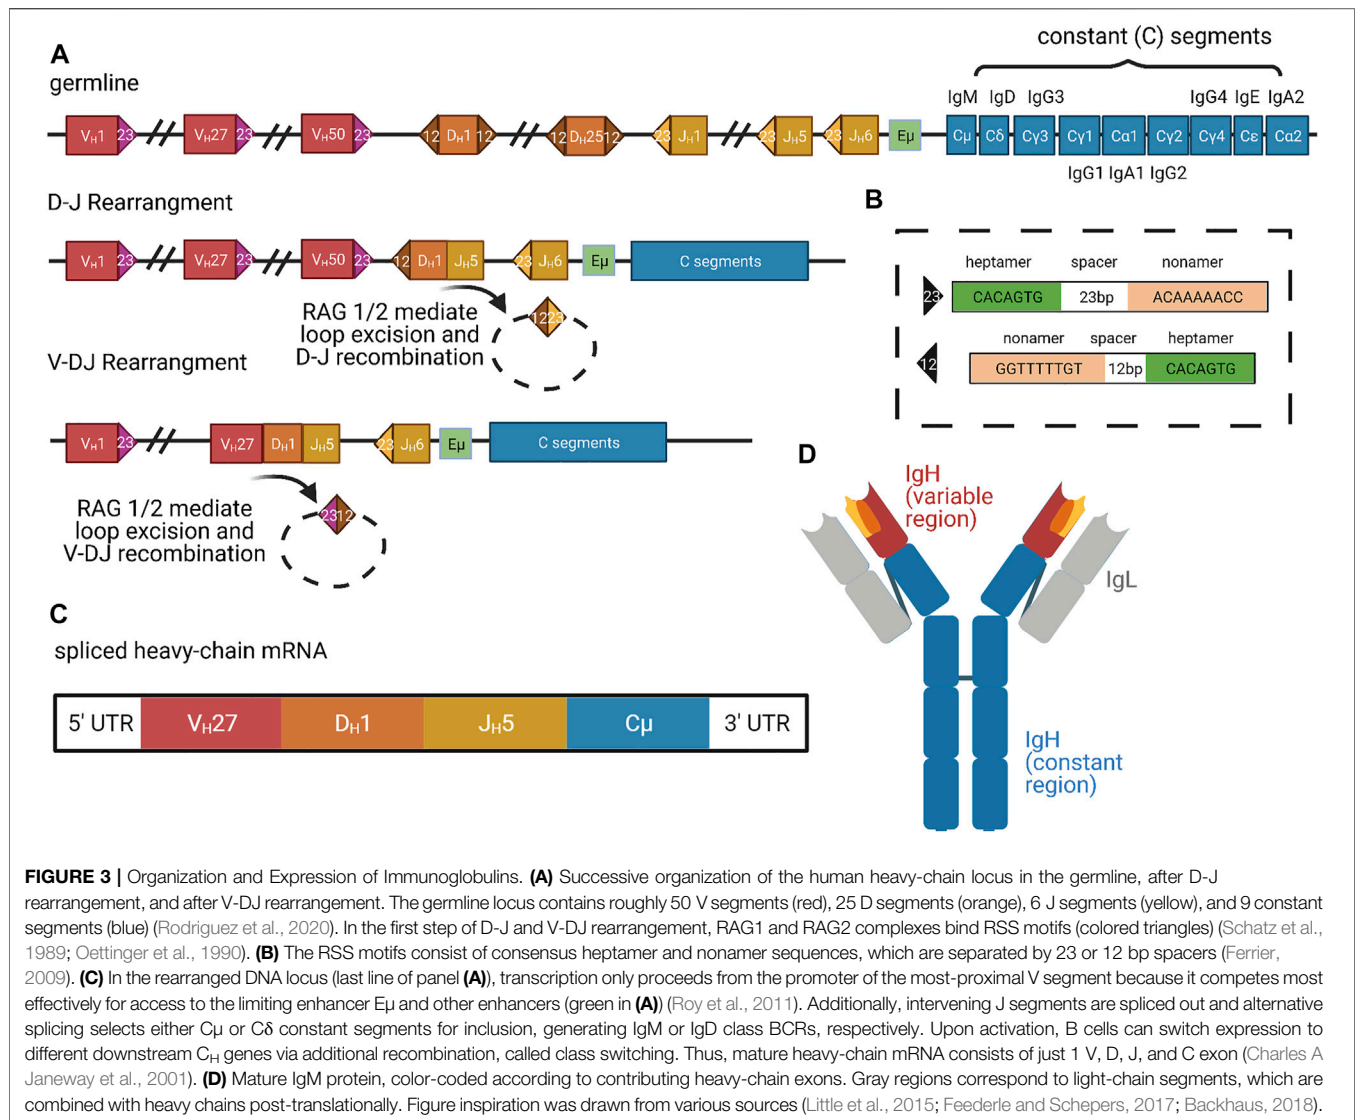 A
germline
constant (C) segments
IgM IgD IgG3 IgG4 IgE IgA2
VH1 23 VH27 23 VH50 23 12 DH1 12 12 DH25 12 23 JH1 23 JH5 23 JH6 Eμ Cμ Cδ Cγ3 Cγ1 Cα1 Cγ2 Cγ4 Cε Cα2
IgG1 IgA1 IgG2
D-J Rearrangment
VH1 23 VH27 23 VH50 23 12 DH1 JH5 23 JH6 Eμ C segments
RAG 1/2 mediate
loop excision and
D-J recombination
12 23
V-DJ Rearrangment
VH1 23 VH27 DH1 JH5 23 JH6 Eμ C segments
RAG 1/2 mediate
loop excision and
V-DJ recombination
23 12
B
heptamer spacer nonamer
23 CACAGTG 23bp ACAAAAACC
nonamer spacer heptamer
12 GGTTTTTGT 12bp CACAGTG
C
spliced heavy-chain mRNA
5' UTR VH27 DH1 JH5 Cμ 3' UTR
D
IgH
(variable
region)
IgL
IgH
(constant
region)
FIGURE 3 | Organization and Expression of Immunoglobulins. (A) Successive organization of the human heavy-chain locus in the germline, after D-J
rearrangement, and after V-DJ rearrangement. The germline locus contains roughly 50 V segments (red), 25 D segments (orange), 6 J segments (yellow), and 9 constant
segments (blue) (Rodriguez et al., 2020). In the first step of D-J and V-DJ rearrangement, RAG1 and RAG2 complexes bind RSS motifs (colored triangles) (Schatz et al.,
1989; Oettinger et al., 1990). (B) The RSS motifs consist of consensus heptamer and nonamer sequences, which are separated by 23 or 12 bp spacers (Ferrier,
2009). (C) In the rearranged DNA locus (last line of panel (A)), transcription only proceeds from the promoter of the most-proximal V segment because it competes most
effectively for access to the limiting enhancer Eμ and other enhancers (green in (A)) (Roy et al., 2011). Additionally, intervening J segments are spliced out and alternative
splicing selects either Cμ or Cδ constant segments for inclusion, generating IgM or IgD class BCRs, respectively. Upon activation, B cells can switch expression to
different downstream CH genes via additional recombination, called class switching. Thus, mature heavy-chain mRNA consists of just 1 V, D, J, and C exon (Charles A
Janeway et al., 2001). (D) Mature IgM protein, color-coded according to contributing heavy-chain exons. Gray regions correspond to light-chain segments, which are
combined with heavy chains post-translationally. Figure inspiration was drawn from various sources (Little et al., 2015; Feederle and Schepers, 2017; Backhaus, 2018).